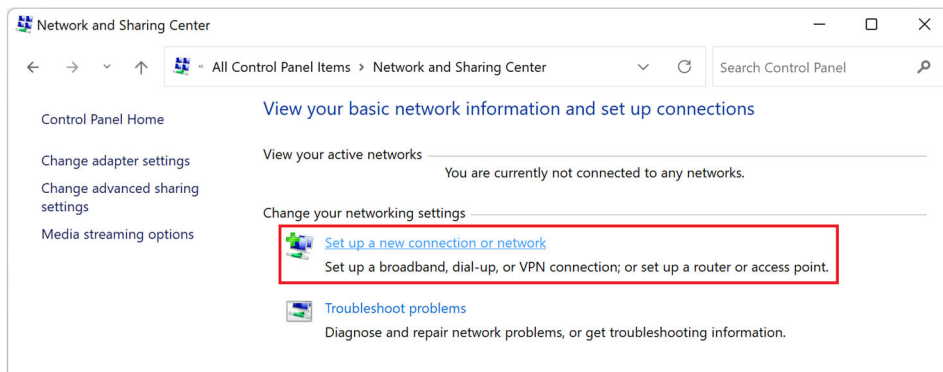 Network and Sharing Center
« All Control Panel Items > Network and Sharing Center
Search Control Panel
Control Panel Home
Change adapter settings
Change advanced sharing
settings
Media streaming options
View your basic network information and set up connections
View your active networks
You are currently not connected to any networks.
Change your networking settings
Set up a new connection or network
Set up a broadband, dial-up, or VPN connection; or set up a router or access point.
Troubleshoot problems
Diagnose and repair network problems, or get troubleshooting information.